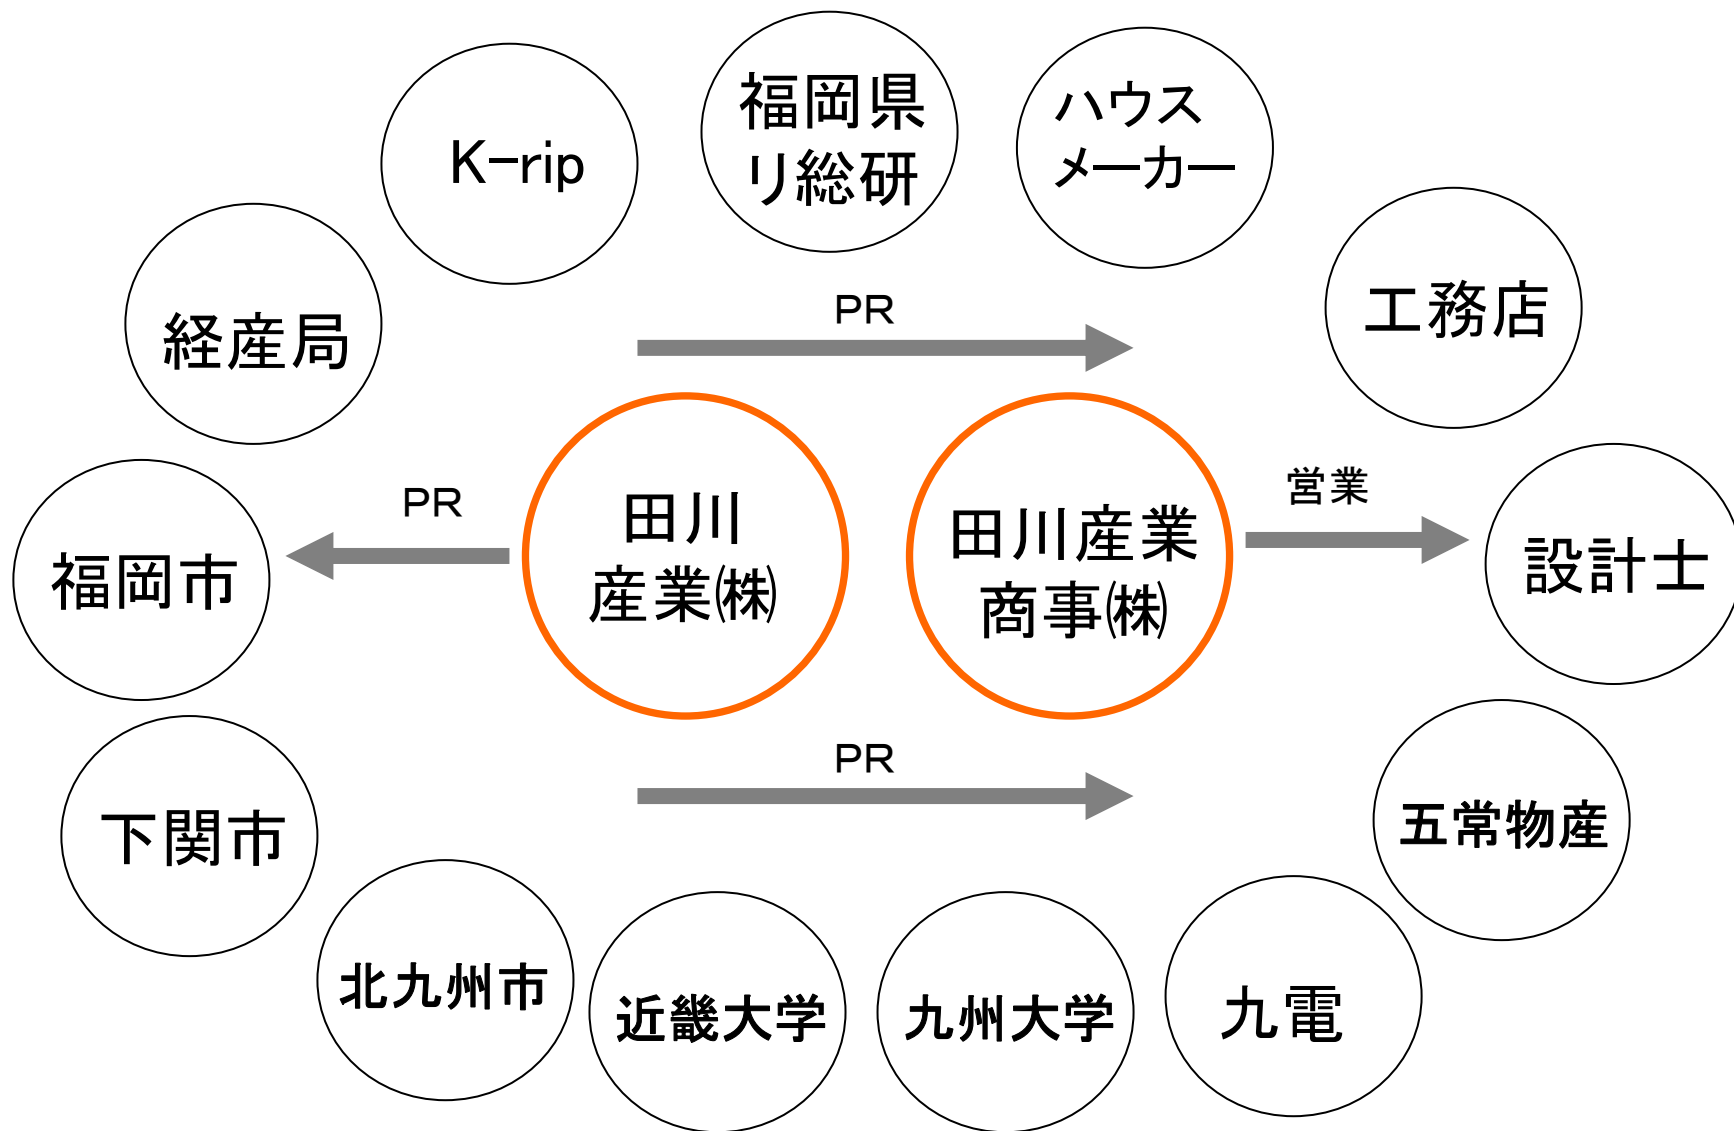 福岡県
リ総研
ハウス
メーカー
K-rip
工務店
経産局
PR
PR
営業
田川
産業㈱
田川産業
商事㈱
福岡市
設計士
PR
下関市
五常物産
北九州市
近畿大学
九州大学
九電